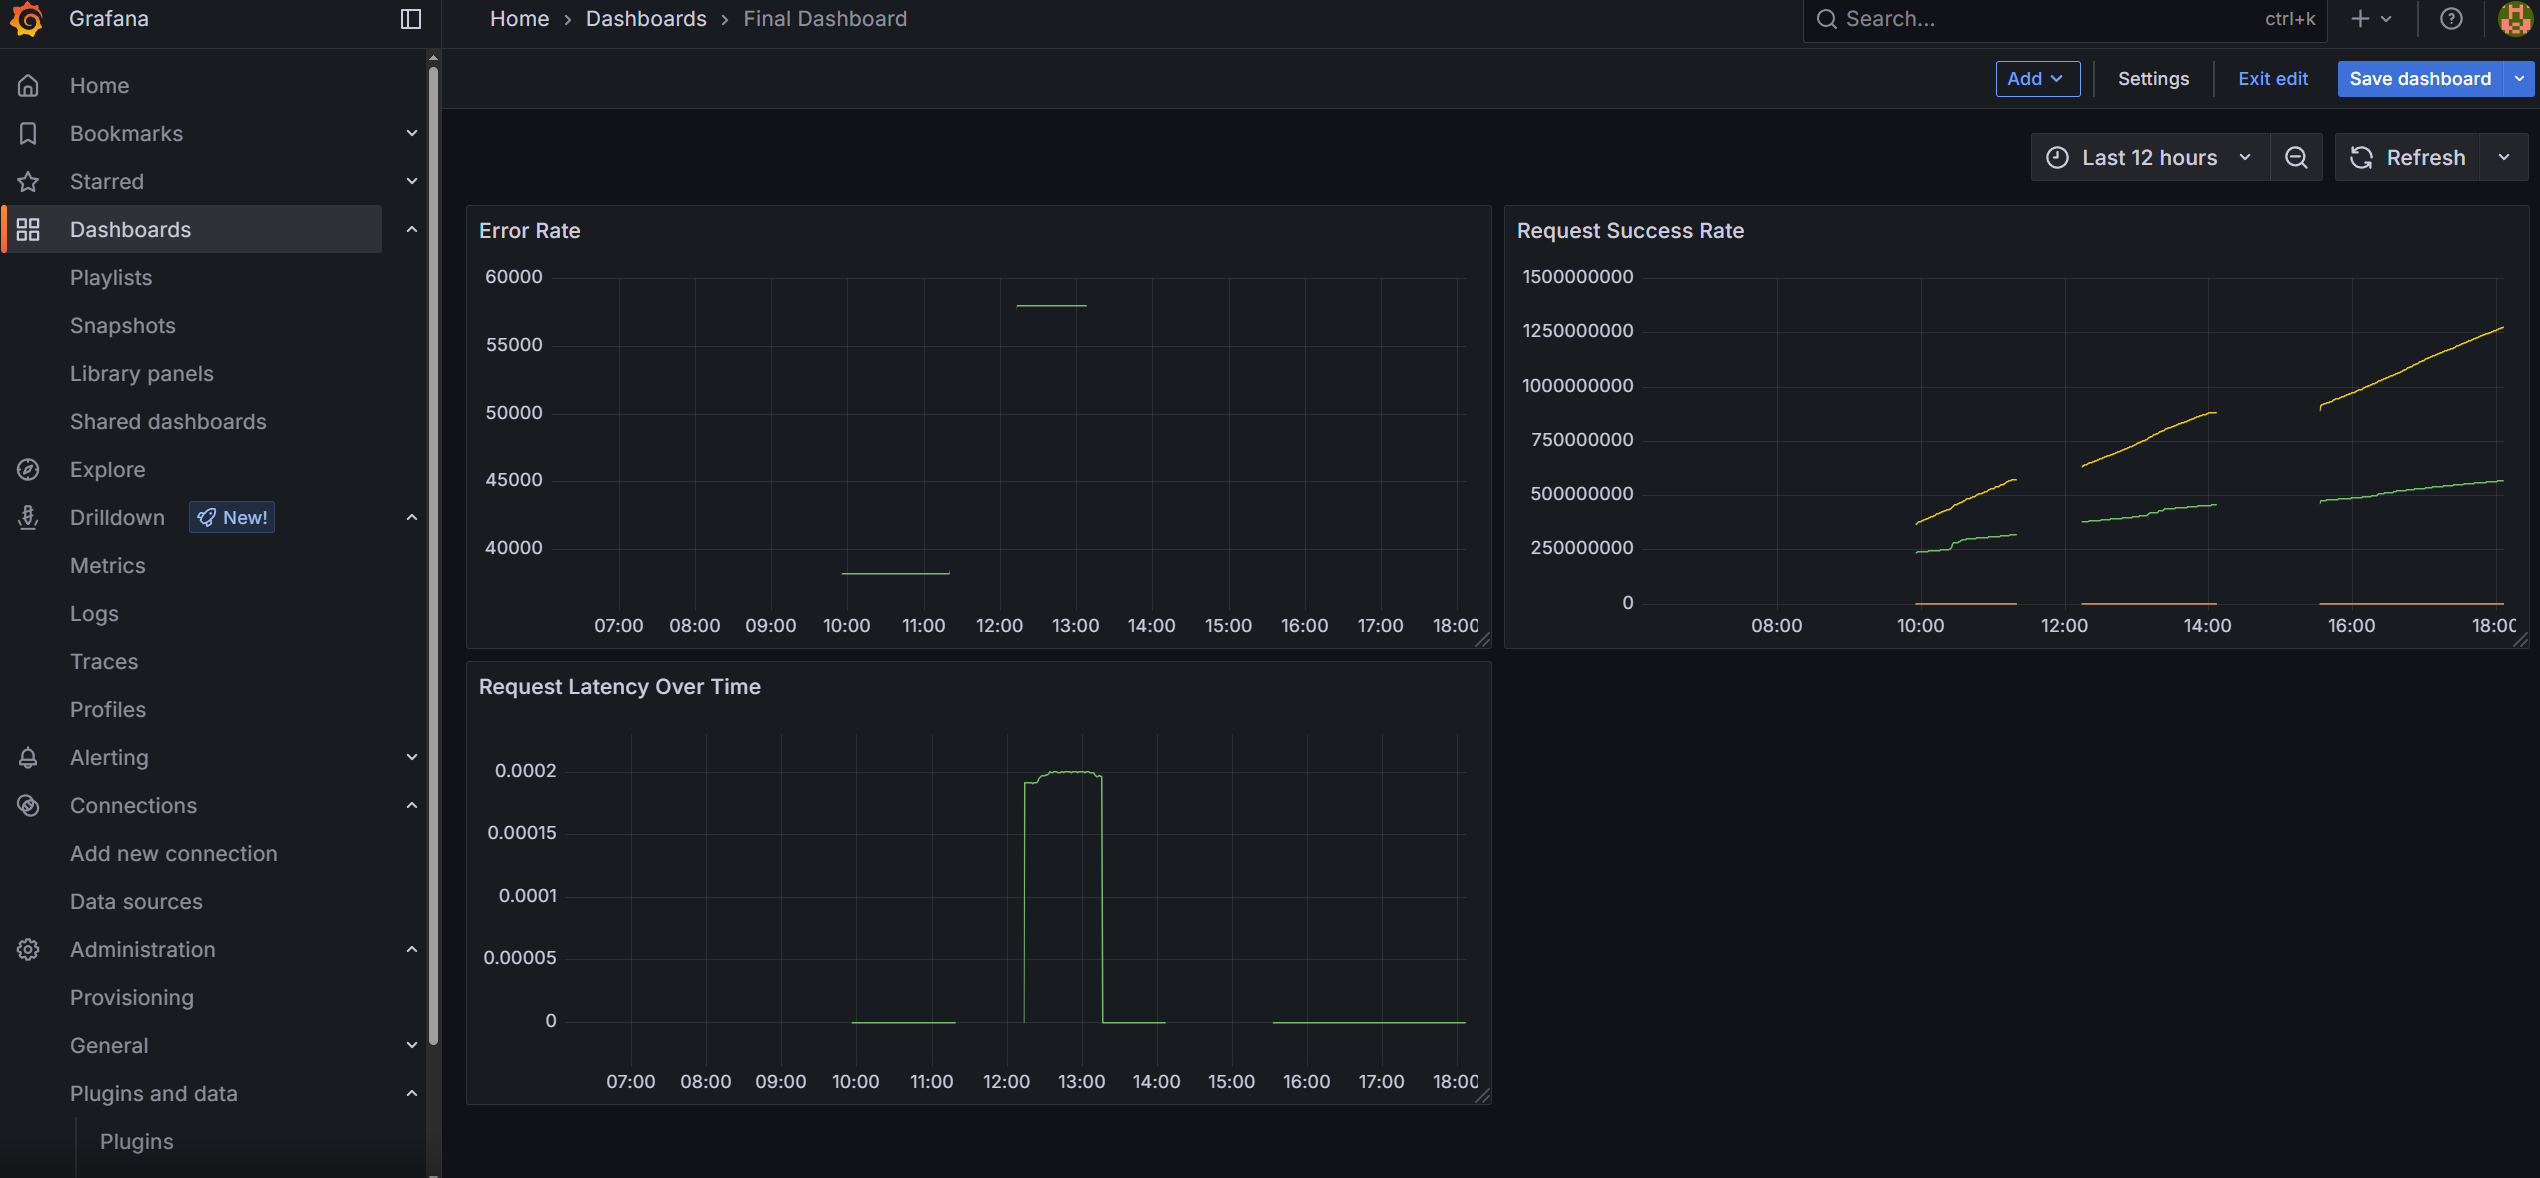 Grafana
Home › Dashboards › Final Dashboard
Search...
ctrl+k
Add
Settings
Exit edit
Save dashboard
Last 12 hours
Refresh
Home
Bookmarks
Starred
Dashboards
Playlists
Snapshots
Library panels
Shared dashboards
Explore
Drilldown
New!
Metrics
Logs
Traces
Profiles
Alerting
Connections
Add new connection
Data sources
Administration
Provisioning
General
Plugins and data
Plugins
Error Rate
60000
55000
50000
45000
40000
07:00 08:00 09:00 10:00 11:00 12:00 13:00 14:00 15:00 16:00 17:00 18:00
Request Success Rate
1500000000
1250000000
1000000000
750000000
500000000
250000000
0
08:00 10:00 12:00 14:00 16:00 18:00
Request Latency Over Time
0.0002
0.00015
0.0001
0.00005
0
07:00 08:00 09:00 10:00 11:00 12:00 13:00 14:00 15:00 16:00 17:00 18:00